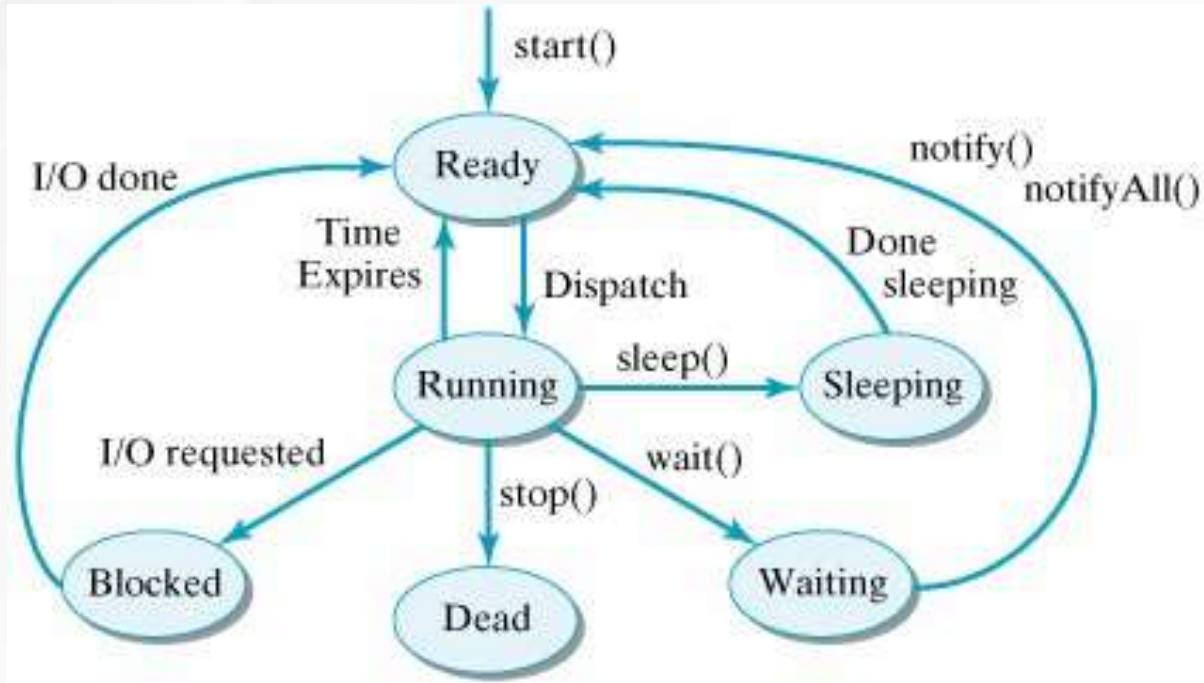 start()
Ready
I/O done
notify()
notifyAll()
Time
Expires
Dispatch
Done
sleeping
Running
sleep()
Sleeping
I/O requested
stop()
wait()
Blocked
Dead
Waiting